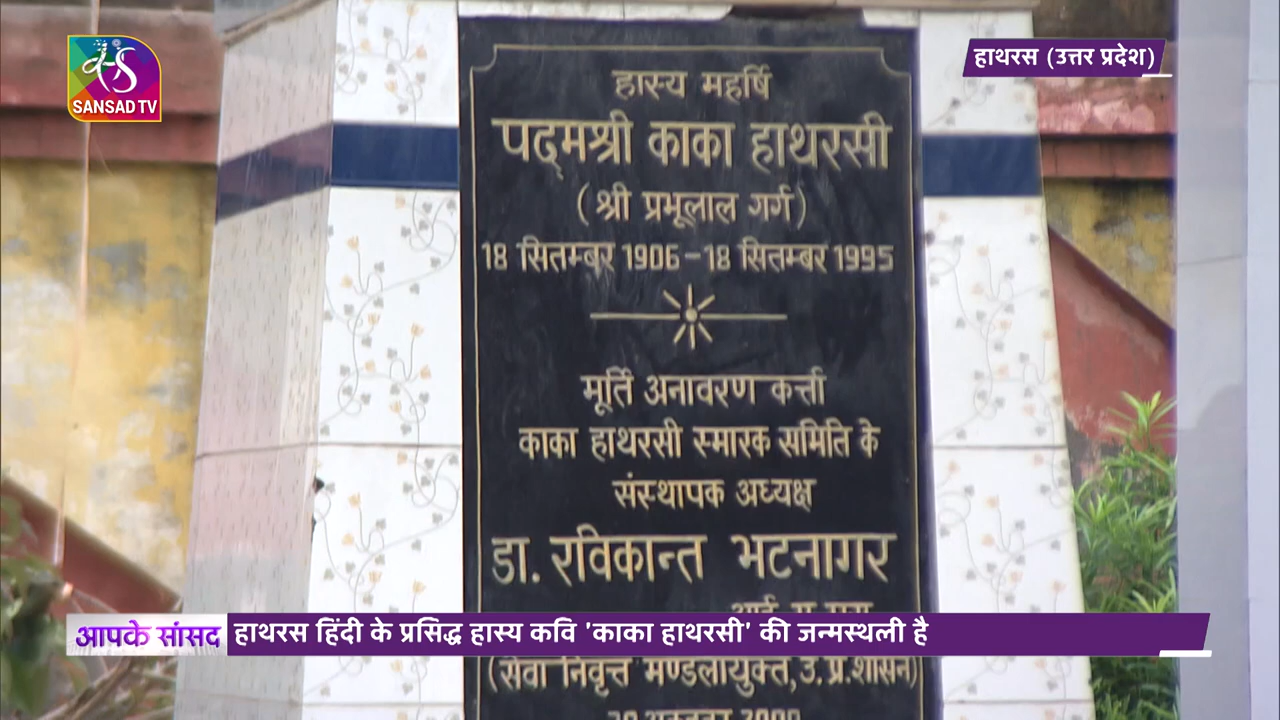 SANSAD TV
हाथरस (उत्तर प्रदेश)
हास्य महर्षि
पद्मश्री काका हाथरसी
(श्री प्रभूलाल गर्ग)
18 सितम्बर 1906-18 सितम्बर 1995
मूर्ति अनावरण कर्त्ता
काका हाथरसी स्मारक समिति के
संस्थापक अध्यक्ष
डा. रविकान्त भटनागर
आपके सांसद
हाथरस हिंदी के प्रसिद्ध हास्य कवि 'काका हाथरसी' की जन्मस्थली है
(सेवा निवृत्त मण्डलायुक्त, उ.प्र.शासन)